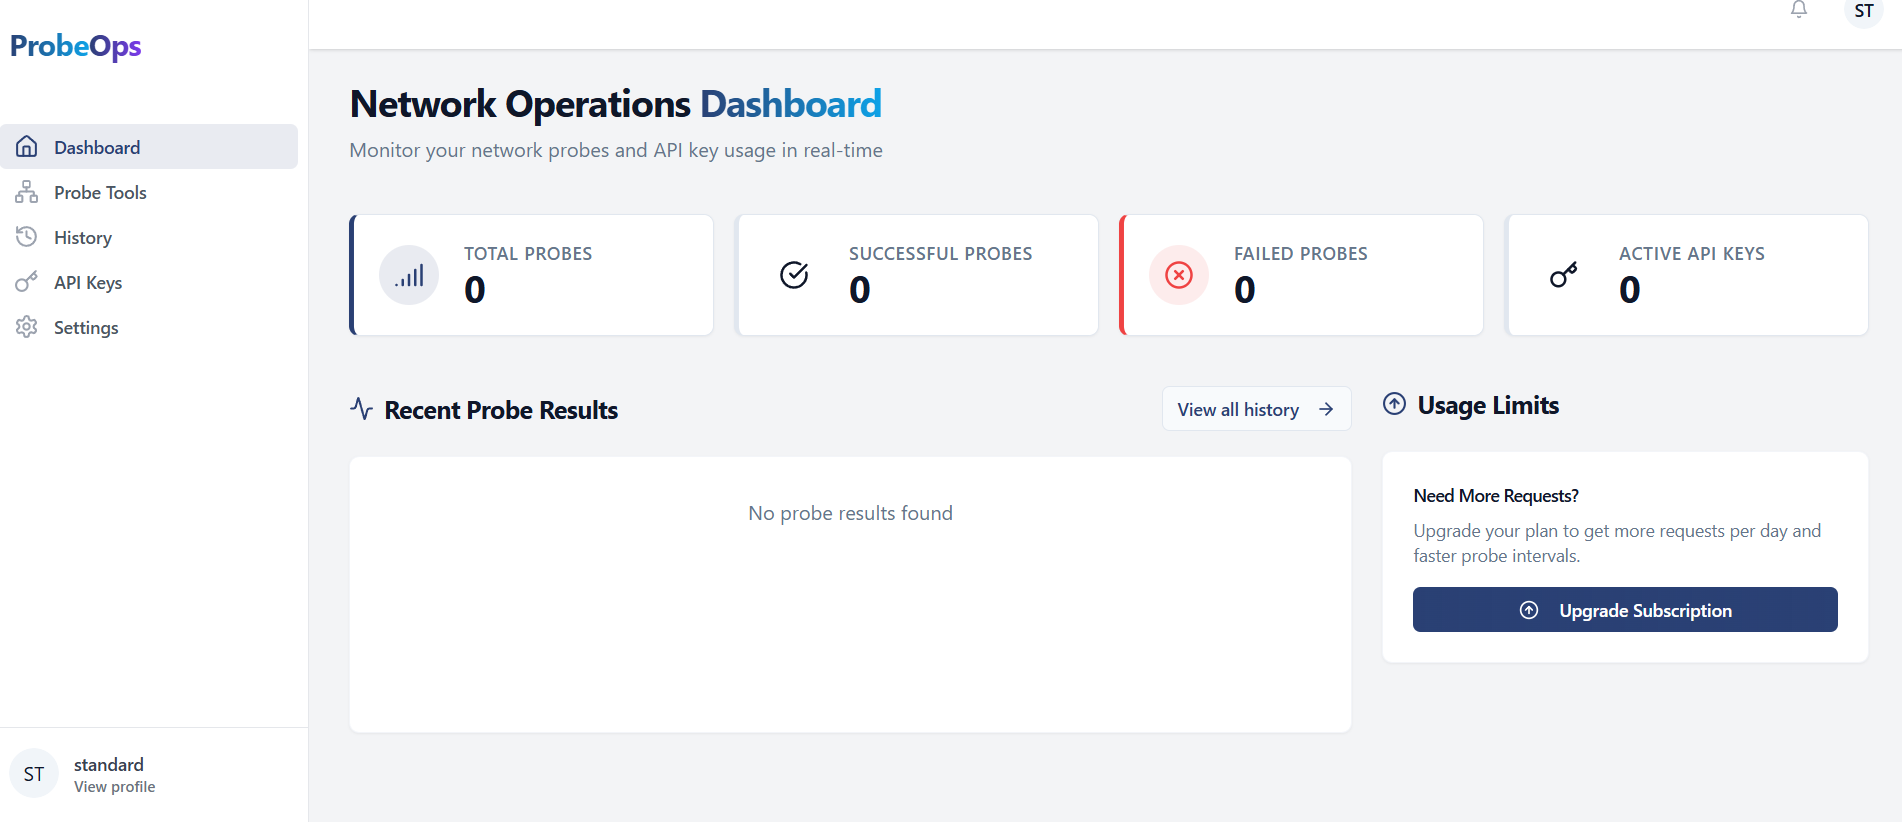 ProbeOps
Dashboard
Probe Tools
History
API Keys
Settings
standard
ST
View profile
ST
Network Operations Dashboard
Monitor your network probes and API key usage in real-time
TOTAL PROBES
0
SUCCESSFUL PROBES
0
FAILED PROBES
0
ACTIVE API KEYS
0
Recent Probe Results
View all history
No probe results found
Usage Limits
Need More Requests?
Upgrade your plan to get more requests per day and
faster probe intervals.
Upgrade Subscription